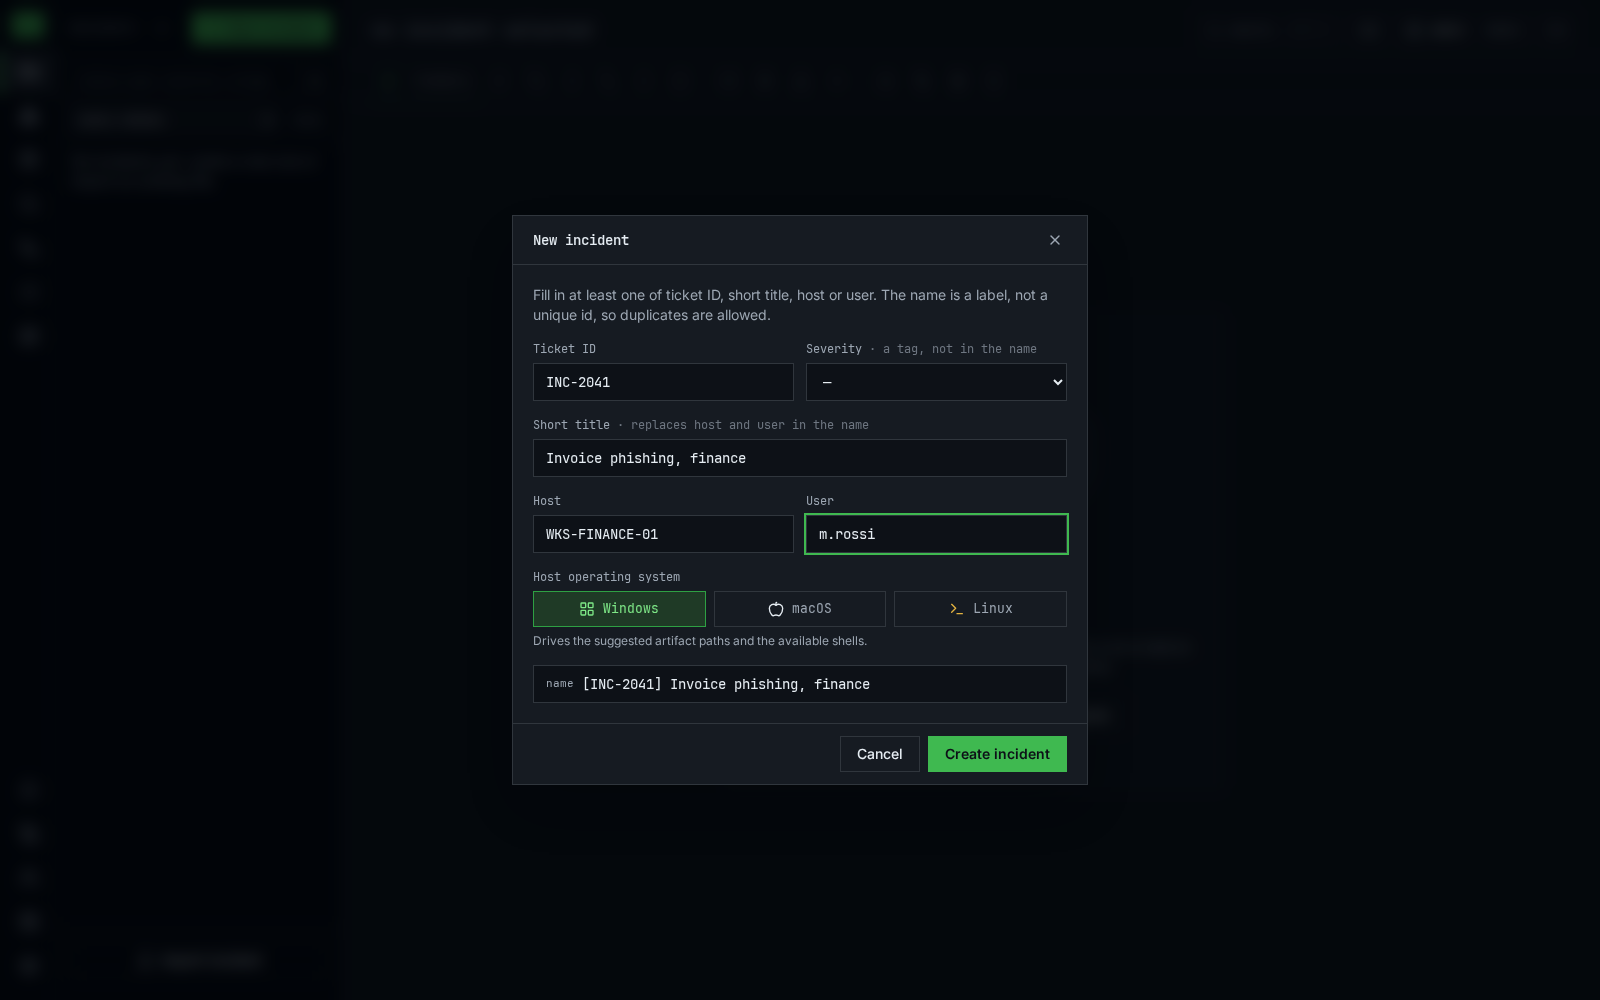 New incident
Fill in at least one of ticket ID, short title, host or user. The name is a label, not a
unique id, so duplicates are allowed.
Ticket ID
Severity · a tag, not in the name
INC-2041
—
Short title · replaces host and user in the name
Invoice phishing, finance
Host
User
WKS-FINANCE-01
m.rossi
Host operating system
Windows
macOS
Linux
Drives the suggested artifact paths and the available shells.
name [INC-2041] Invoice phishing, finance
Cancel
Create incident